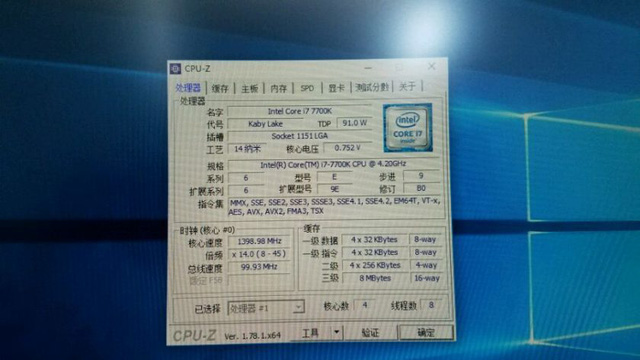 CPU-Z
处理器 缓存 主板 内存 SPD 显卡 测试分数 关于
处理器
名字 Intel Core i7 7700K
代号 Kaby Lake TDP 91.0 W
插槽 Socket 1151 LGA
工艺 14 纳米 核心电压 0.752 V
intel CORE i7 inside
规格 Intel(R) Core(TM) i7-7700K CPU @ 4.20GHz
系列 6 型号 E 步进 9
扩展系列 6 扩展型号 9E 修订 B0
指令集 MMX, SSE, SSE2, SSE3, SSSE3, SSE4.1, SSE4.2, EM64T, VT-x,
AES, AVX, AVX2, FMA3, TSX
时钟 (核心 #0) 缓存
核心速度 1398.98 MHz 一级 数据 4 x 32 KBytes 8-way
倍频 x 14.0 ( 8 - 45 ) 一级 指令 4 x 32 KBytes 8-way
总线速度 99.93 MHz 二级 4 x 256 KBytes 4-way
额定 FSB 三级 8 MBytes 16-way
已选择 处理器 #1 核心数 4 线程数 8
CPU-Z Ver. 1.78.1.x64 工具 验证 确定